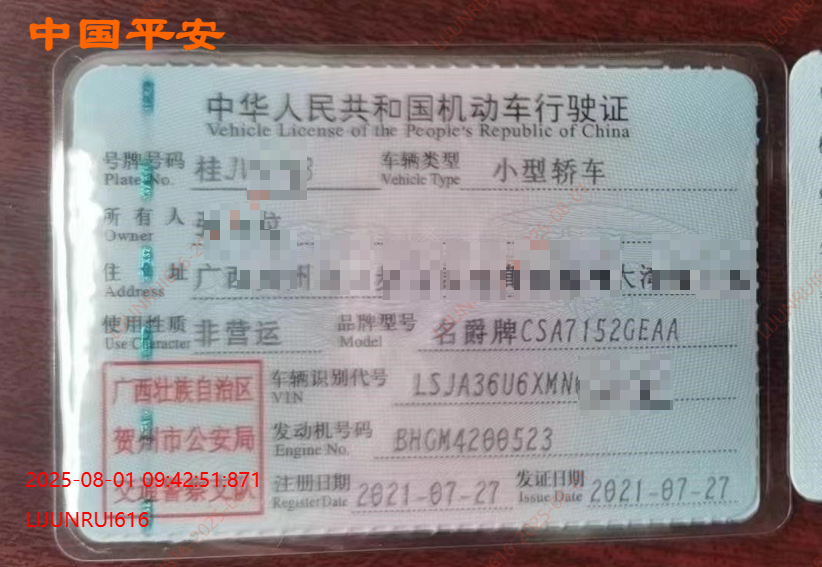 中国平安
中华人民共和国机动车行驶证
Vehicle License of the People's Republic of China
号牌号码 桂J 车辆类型 小型轿车
Plate No. Vehicle Type
所有人
Owner
住址 广西 州 大
Address
使用性质 非营运 品牌型号 名爵牌CSA7152GEAA
Use Character Model
广西壮族自治区 车辆识别代号 LSJA36U6XMN
VIN
贺州市公安局 发动机号码 BHGM4200523
Engine No.
2025-08-01 09:42:51:871
交通警察支队 注册日期 2021-07-27 发证日期 2021-07-27
Register Date Issue Date
LIJUNRUI616